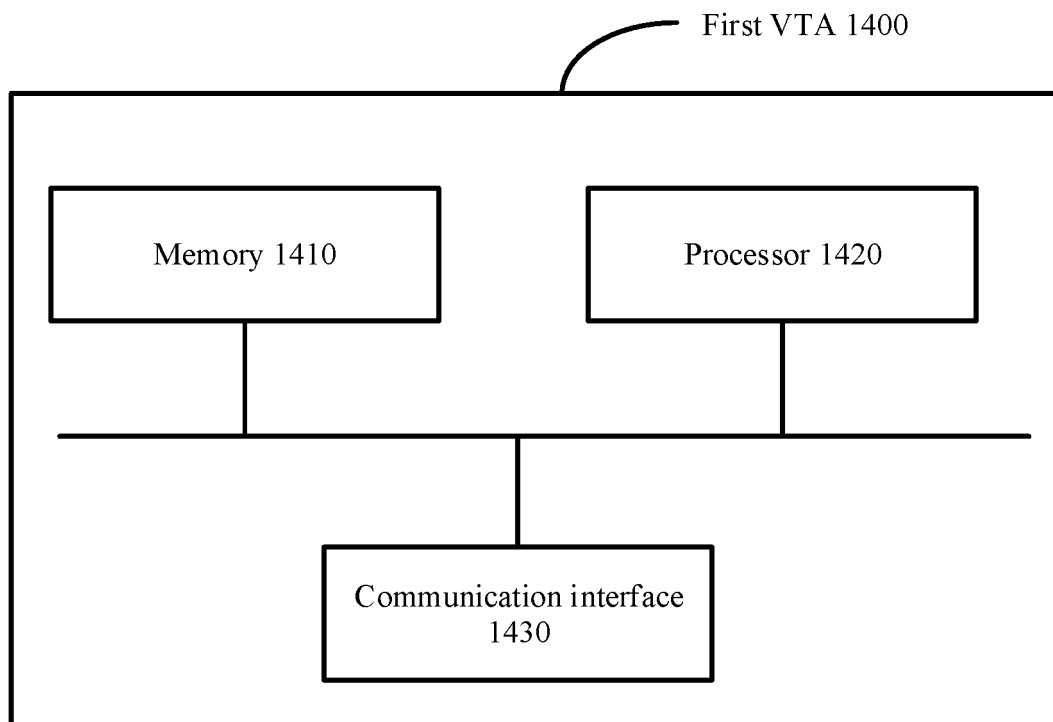 First VTA 1400
Memory 1410
Processor 1420
Communication interface
1430